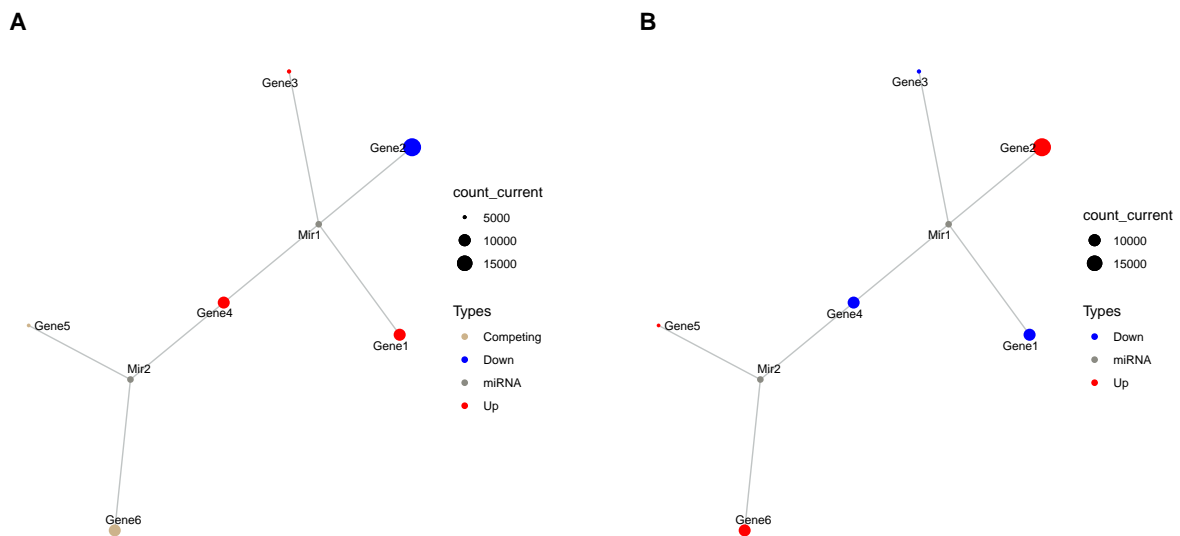 A
Gene3
Gene2
Mir1
Gene4
Gene1
Gene5
Mir2
Gene6
count_current
5000
10000
15000
Types
Competing
Down
miRNA
Up
B
Gene3
Gene2
Mir1
Gene4
Gene1
Gene5
Mir2
Gene6
count_current
10000
15000
Types
Down
miRNA
Up